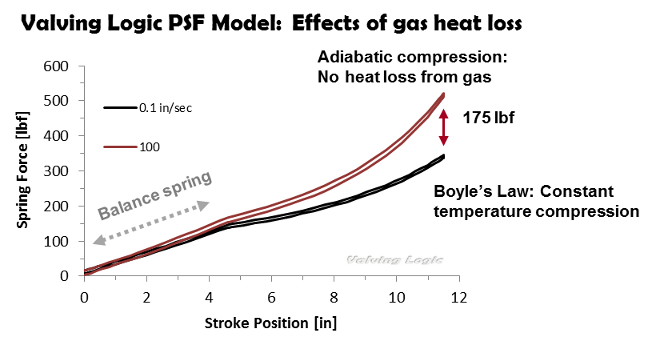 Valving Logic PSF Model: Effects of gas heat loss
Adiabatic compression:
No heat loss from gas
600
500
400
300
200
100
0
Spring Force [lbf]
0.1 in/sec
100
Balance spring
175 lbf
Boyle's Law: Constant
temperature compression
Valving Logic
0 2 4 6 8 10 12
Stroke Position [in]